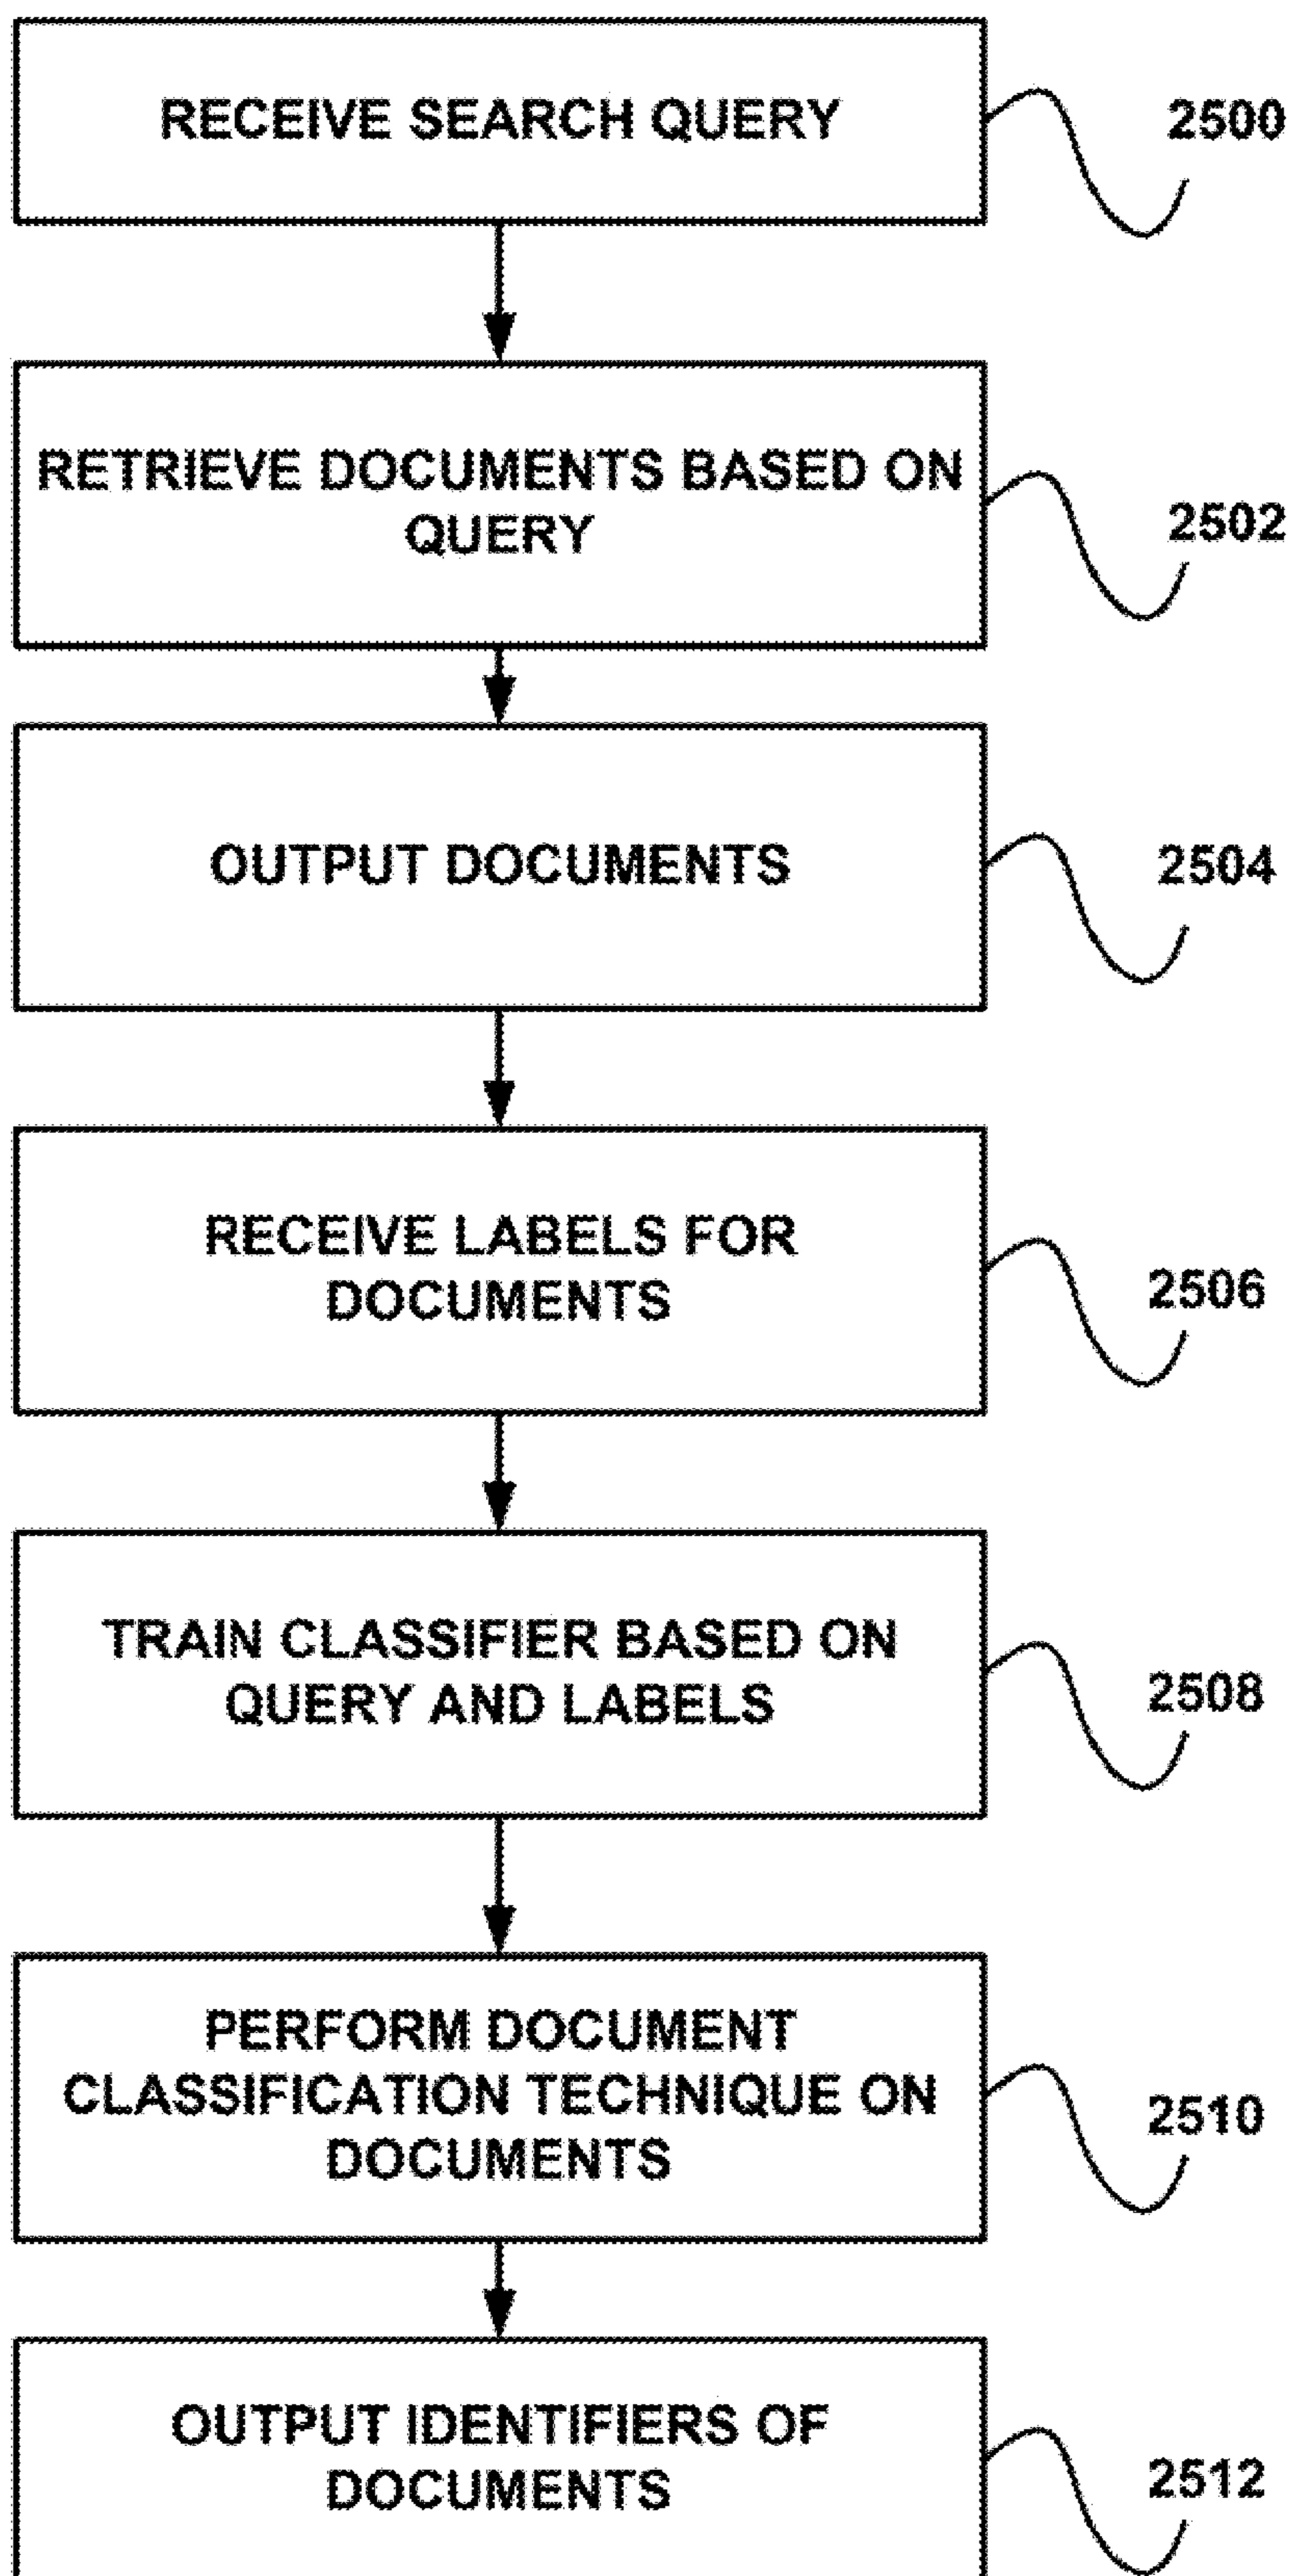 RECEIVE SEARCH QUERY
2500
RETRIEVE DOCUMENTS BASED ON
QUERY
2502
OUTPUT DOCUMENTS
2504
RECEIVE LABELS FOR
DOCUMENTS
2506
TRAIN CLASSIFIER BASED ON
QUERY AND LABELS
2508
PERFORM DOCUMENT
CLASSIFICATION TECHNIQUE ON
DOCUMENTS
2510
OUTPUT IDENTIFIERS OF
DOCUMENTS
2512